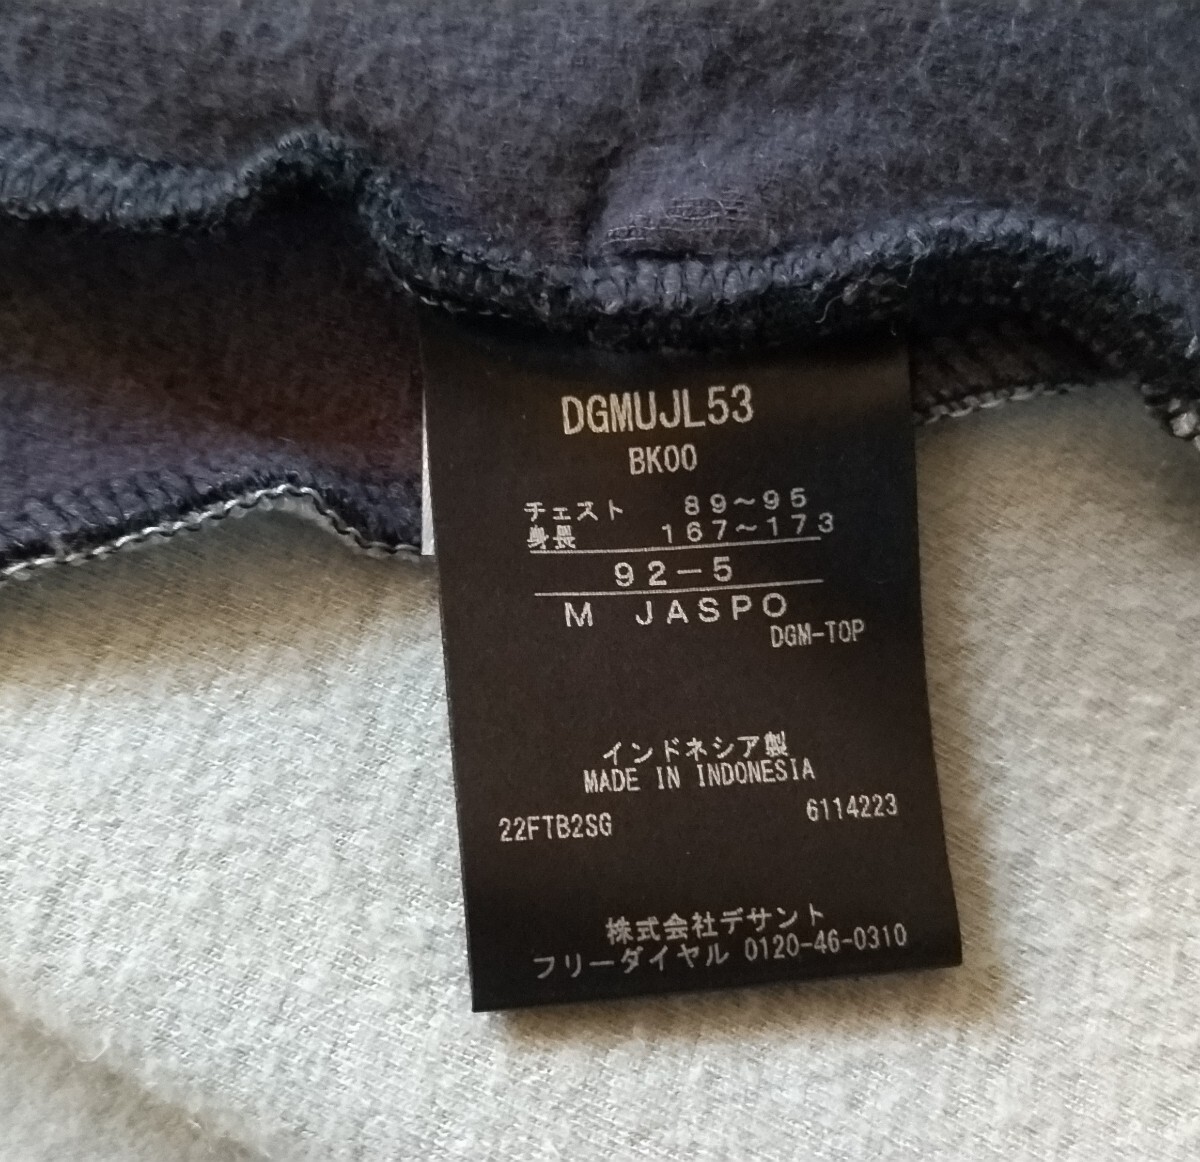 DGMUJL53
BK00
チェスト 89~95
身長 167~173
92-5
M JASPO
DGM-TOP
インドネシア製
MADE IN INDONESIA
22FTB2SG 6114223
株式会社デサント
フリーダイヤル 0120-46-0310